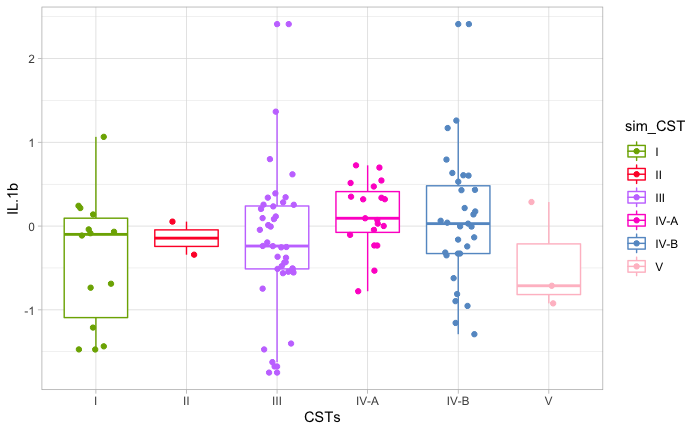 IL.1b
2
1
0
-1
I II III IV-A IV-B V
CSTs
sim_CST
I
II
III
IV-A
IV-B
V